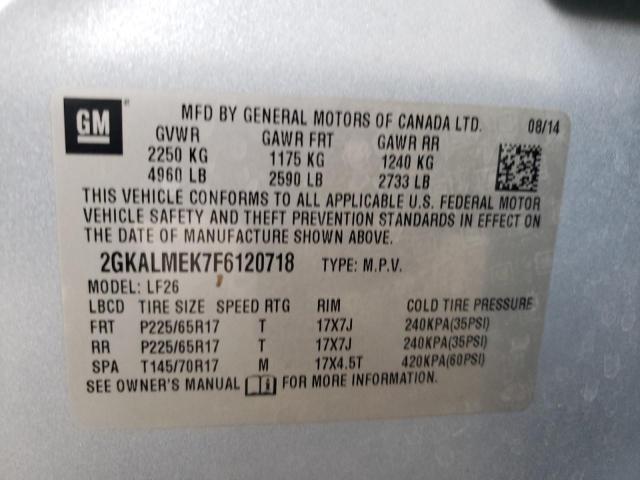 GM ® MFD BY GENERAL MOTORS OF CANADA LTD. 08/14
GVWR GAWR FRT GAWR RR
2250 KG 1175 KG 1240 KG
4960 LB 2590 LB 2733 LB
THIS VEHICLE CONFORMS TO ALL APPLICABLE U.S. FEDERAL MOTOR
VEHICLE SAFETY AND THEFT PREVENTION STANDARDS IN EFFECT ON
THE DATE OF MANUFACTURE SHOWN ABOVE.
2GKALMEK7F6120718 TYPE: M.P.V.
MODEL: LF26
LBCD TIRE SIZE SPEED RTG RIM COLD TIRE PRESSURE
FRT P225/65R17 T 17X7J 240KPA(35PSI)
RR P225/65R17 T 17X7J 240KPA(35PSI)
SPA T145/70R17 M 17X4.5T 420KPA(60PSI)
SEE OWNER'S MANUAL FOR MORE INFORMATION.